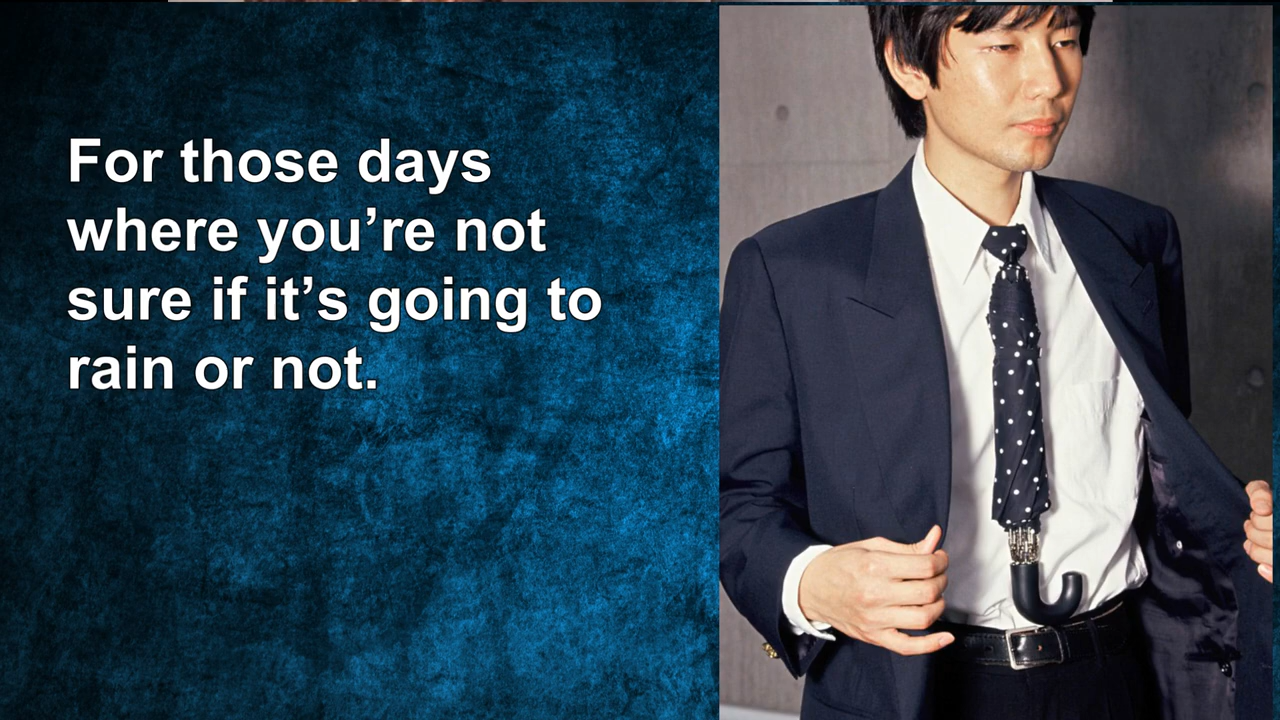 For those days
where you’re not
sure if it’s going to
rain or not.